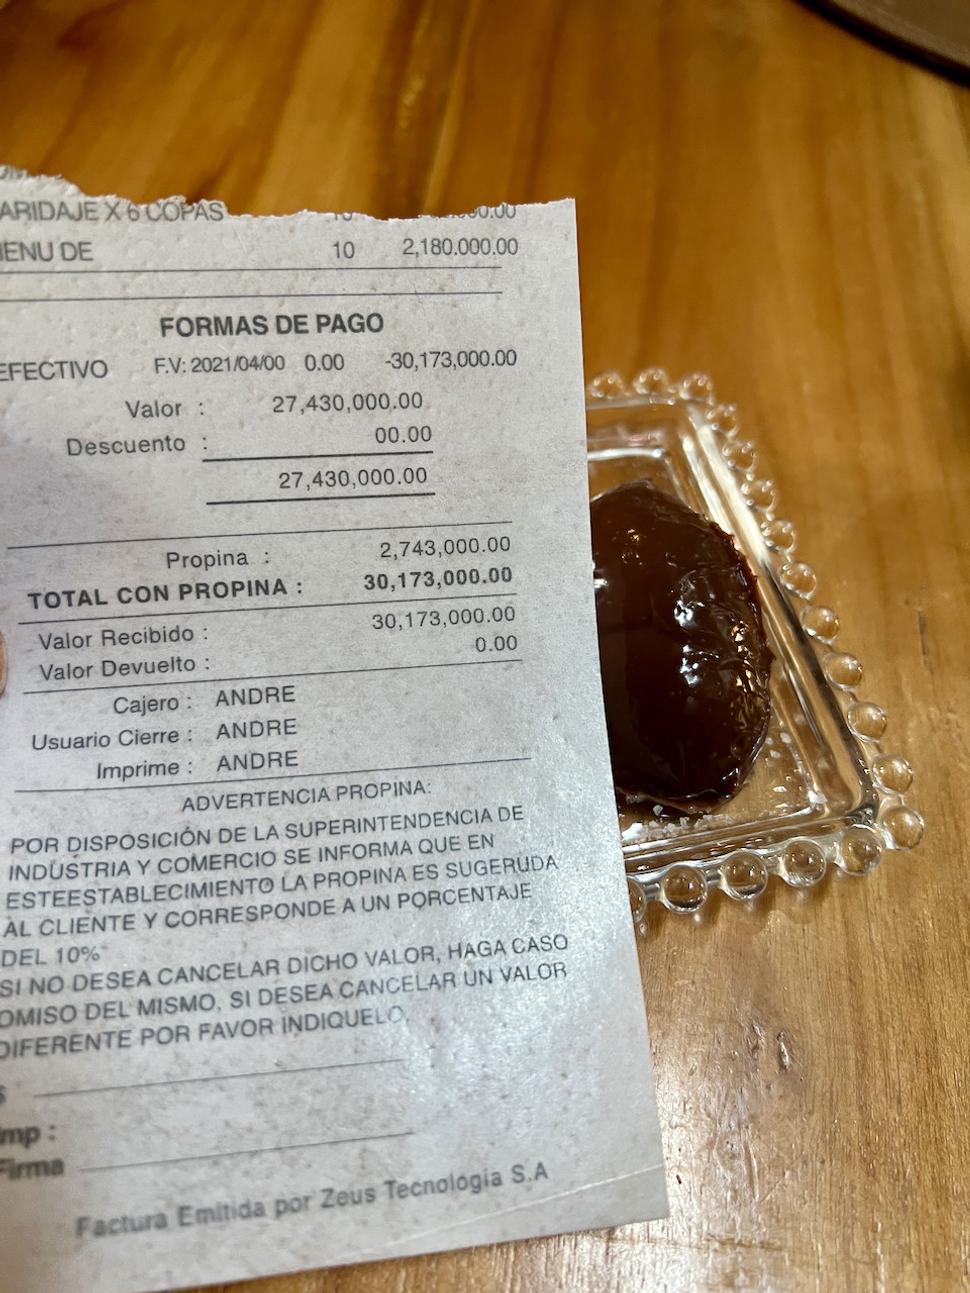 ARIDAJE X 6 COPAS 10
IENU DE 10 2,180.000.00
FORMAS DE PAGO
EFECTIVO F.V: 2021/04/00 0.00 -30,173,000.00
Valor : 27,430,000.00
Descuento : 00.00
27,430,000.00
Propina : 2,743,000.00
TOTAL CON PROPINA : 30,173,000.00
Valor Recibido : 30,173,000.00
Valor Devuelto : 0.00
Cajero : ANDRE
Usuario Cierre : ANDRE
Imprime : ANDRE
ADVERTENCIA PROPINA:
POR DISPOSICIÓN DE LA SUPERINTENDENCIA DE
INDUSTRIA Y COMERCIO SE INFORMA QUE EN
ESTEESTABLECIMIENTO LA PROPINA ES SUGERUDA
AL CLIENTE Y CORRESPONDE A UN PORCENTAJE
DEL 10%
SI NO DESEA CANCELAR DICHO VALOR, HAGA CASO
OMISO DEL MISMO, SI DESEA CANCELAR UN VALOR
DIFERENTE POR FAVOR INDIQUELO.
mp :
Firma
Factura Emitida por Zeus Tecnologia S.A